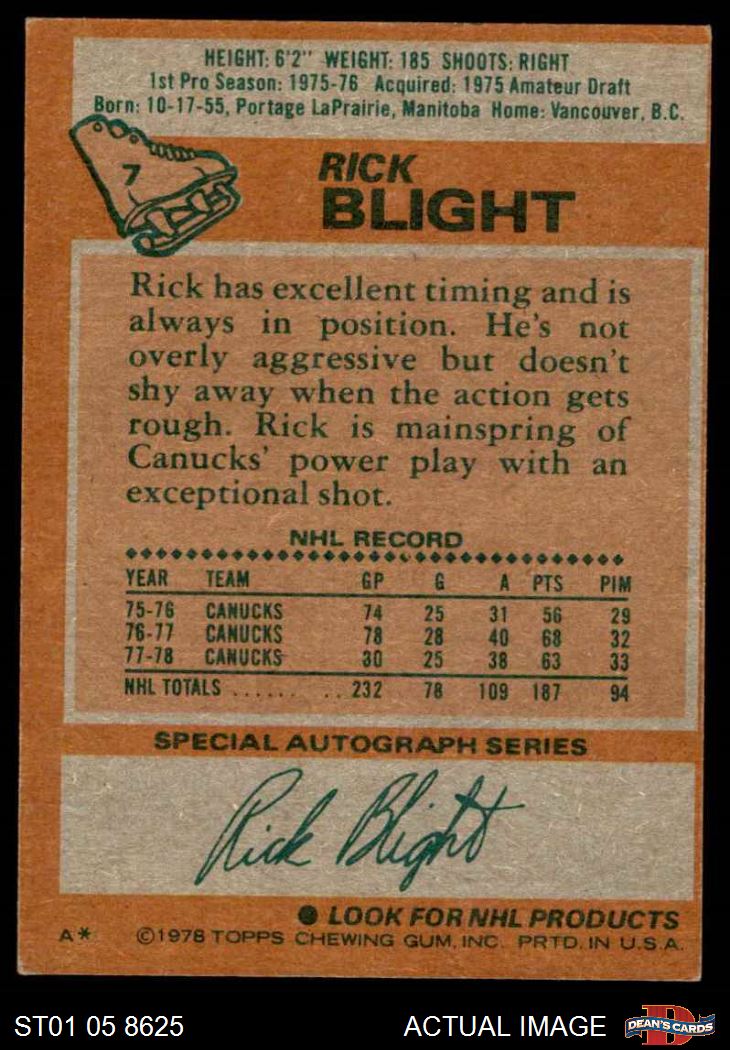 HEIGHT: 6'2" WEIGHT: 185 SHOOTS: RIGHT
1st Pro Season: 1975-76 Acquired: 1975 Amateur Draft
Born: 10-17-55, Portage LaPrairie, Manitoba Home: Vancouver, B.C.
7
RICK
BLIGHT
Rick has excellent timing and is
always in position. He's not
overly aggressive but doesn't
shy away when the action gets
rough. Rick is mainspring of
Canucks' power play with an
exceptional shot.
NHL RECORD
YEAR TEAM GP G A PTS PIM
75-76 CANUCKS 74 25 31 56 29
76-77 CANUCKS 78 28 40 68 32
77-78 CANUCKS 80 25 38 63 33
NHL TOTALS ........ 232 78 109 187 94
SPECIAL AUTOGRAPH SERIES
Rick Blight
LOOK FOR NHL PRODUCTS
A* ©1978 TOPPS CHEWING GUM, INC. PRTD. IN U.S.A.
ST01 05 8625 ACTUAL IMAGE DEAN'S CARDS